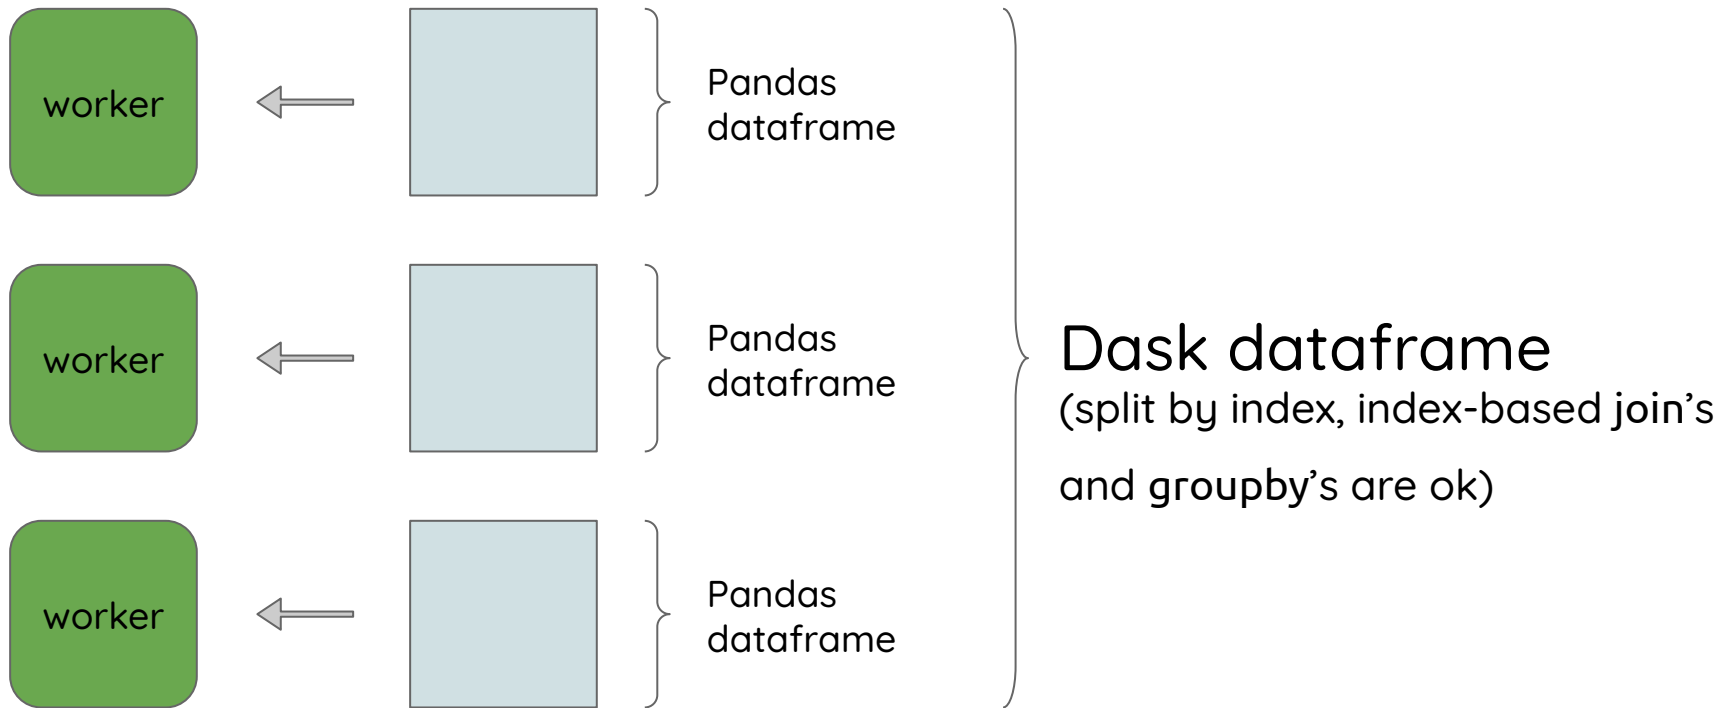 worker
Pandas
dataframe
worker
Pandas
dataframe
worker
Pandas
dataframe
Dask dataframe
(split by index, index-based join’s
and groupby’s are ok)